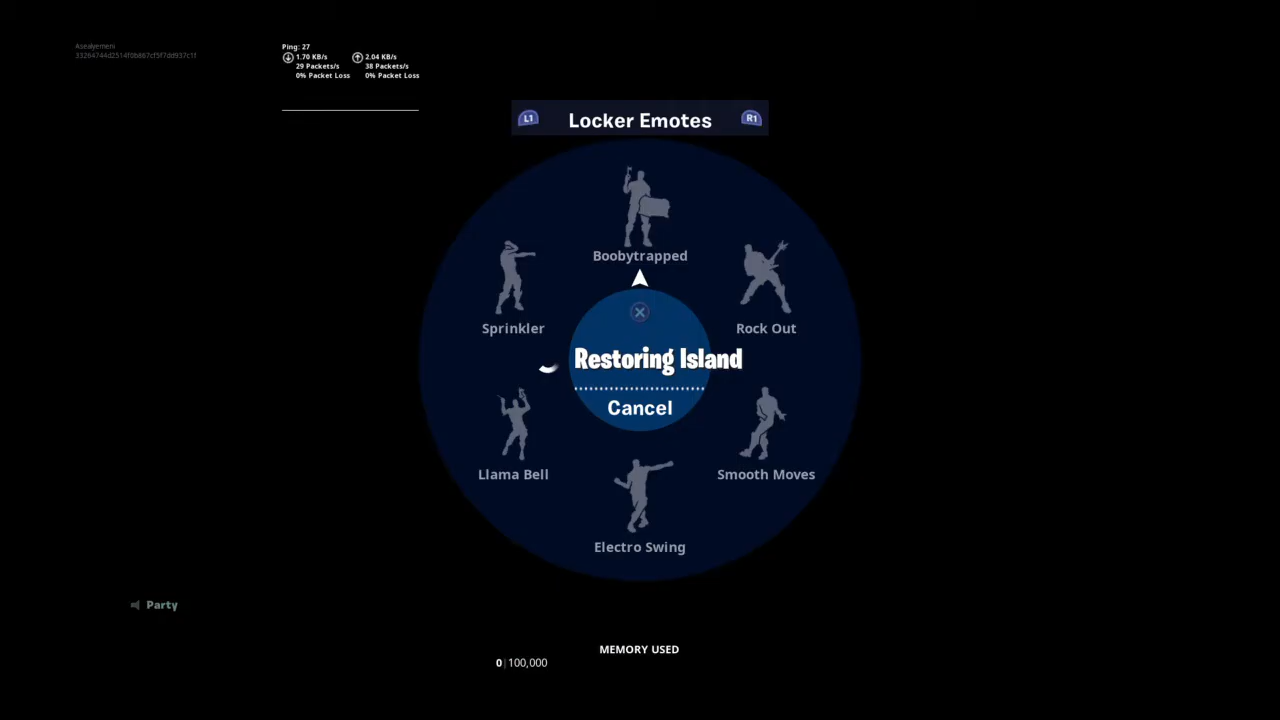 Asealyemeni
Ping: 27
1.70 KB/s 2.04 KB/s
29 Packets/s 38 Packets/s
0% Packet Loss 0% Packet Loss
L1 Locker Emotes R1
Boobytrapped
Sprinkler
Rock Out
Restoring Island
Cancel
Llama Bell
Smooth Moves
Electro Swing
Party
MEMORY USED
0|100,000